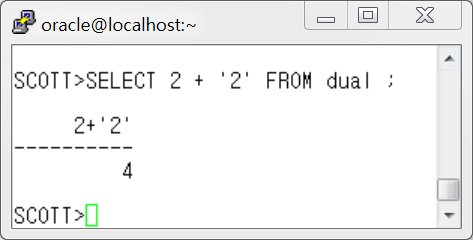 oracle@localhost:~
SCOTT>SELECT 2 + '2' FROM dual ;
2+'2'
----------
4
SCOTT>